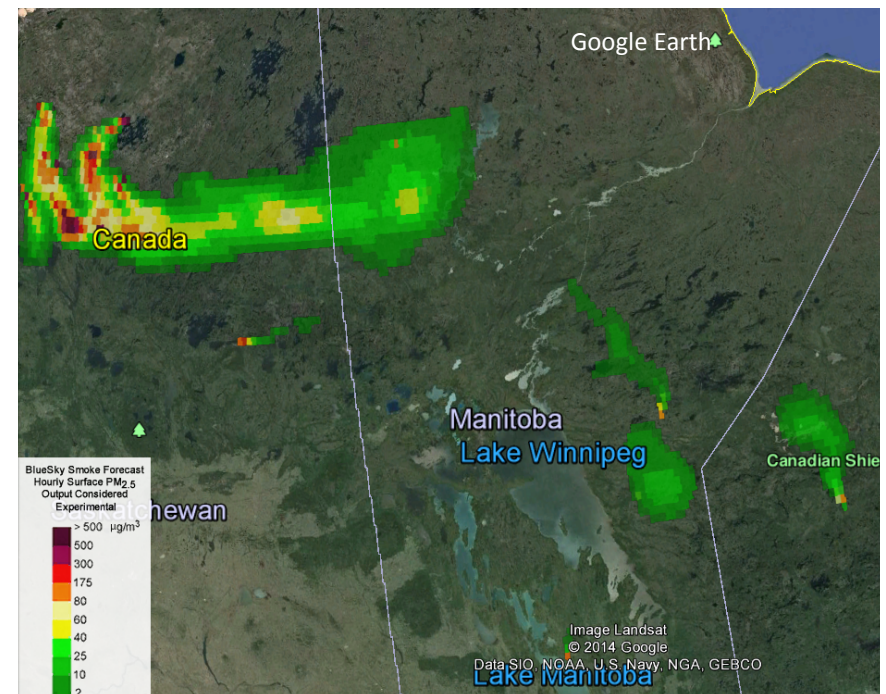 Google Earth
Canada
Manitoba
Lake Winnipeg
Canadian Shie
Saskatchewan
BlueSky Smoke Forecast
Hourly Surface PM2.5
Output Considered
Experimental
> 500 µg/m³
500
300
175
80
60
40
25
10
2
Image Landsat
© 2014 Google
Data SIO, NOAA, U.S. Navy, NGA, GEBCO
Lake Manitoba